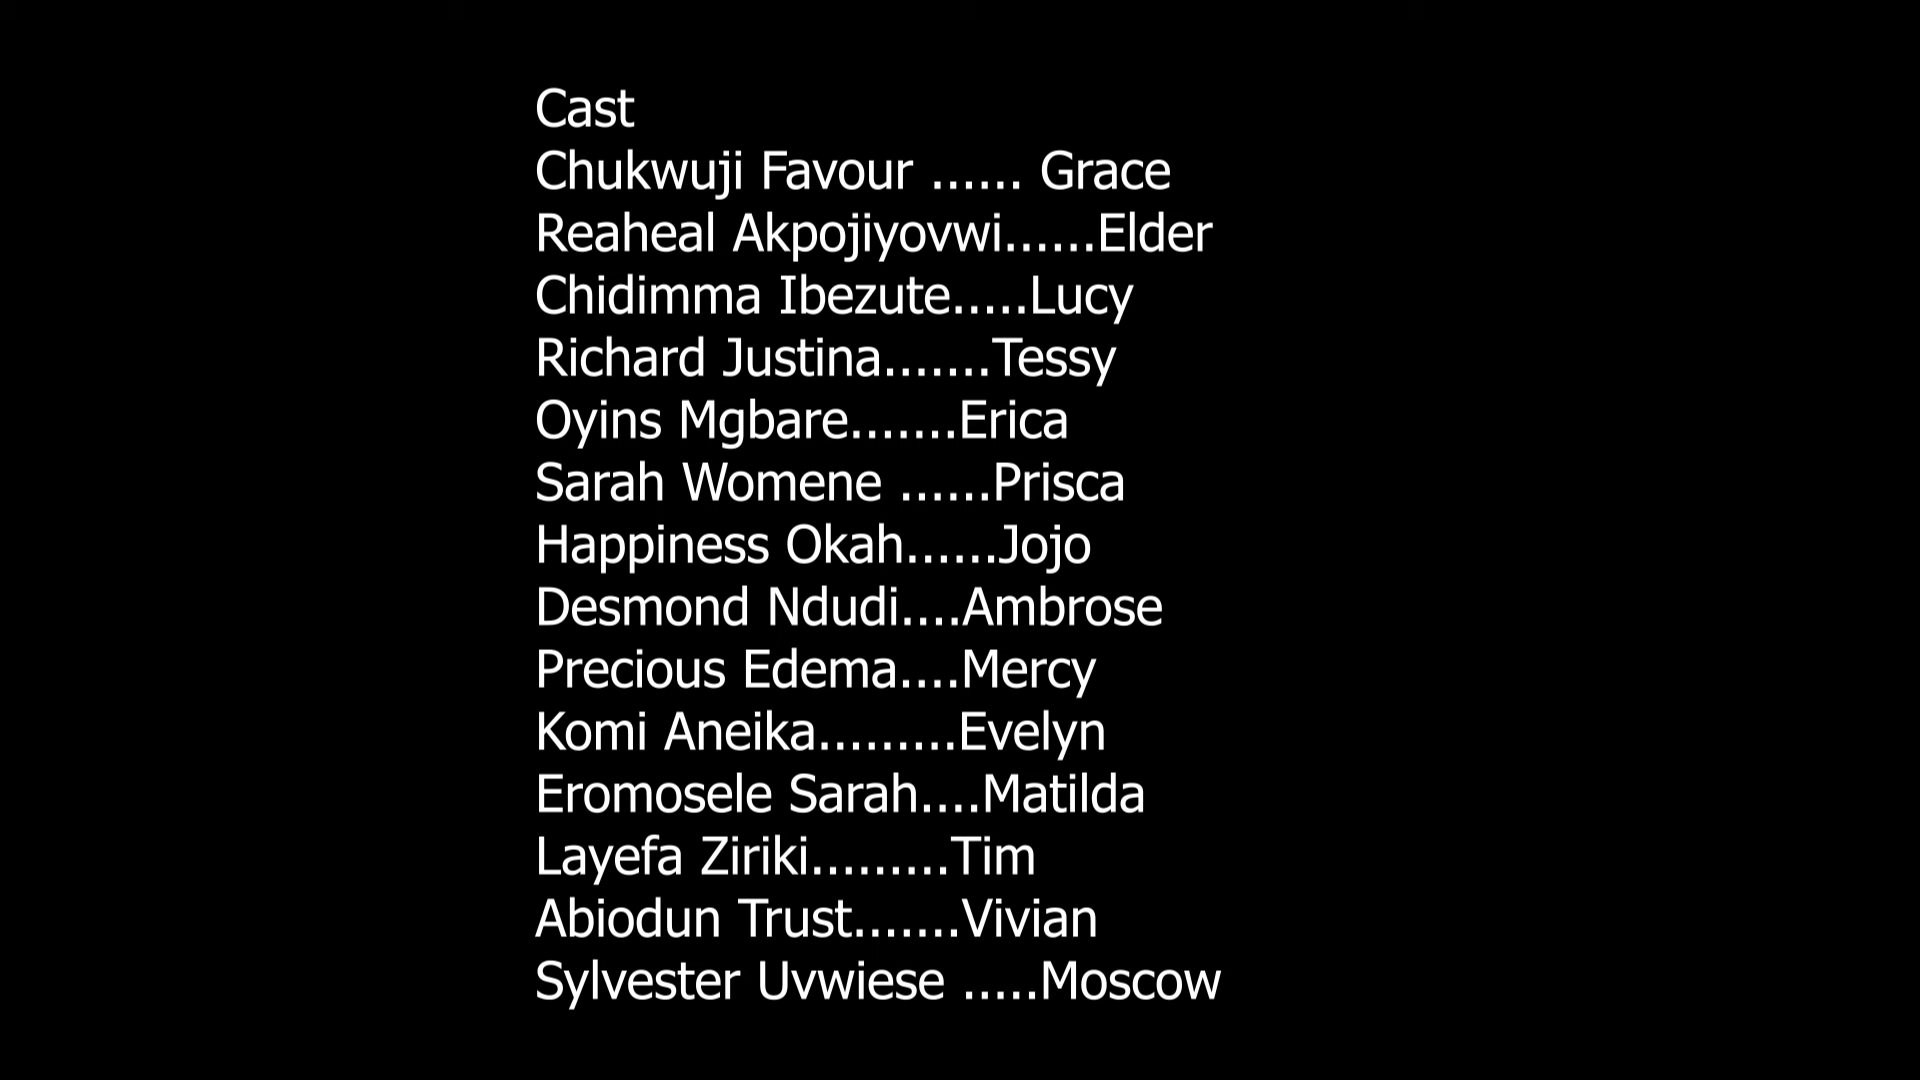 Cast
Chukwuji Favour ...... Grace
Reaheal Akpojiyovwi......Elder
Chidimma Ibezute.....Lucy
Richard Justina.......Tessy
Oyins Mgbare.......Erica
Sarah Womene ......Prisca
Happiness Okah......Jojo
Desmond Ndudi....Ambrose
Precious Edema....Mercy
Komi Aneika.........Evelyn
Eromosele Sarah....Matilda
Layefa Ziriki.........Tim
Abiodun Trust.......Vivian
Sylvester Uvwiese .....Moscow